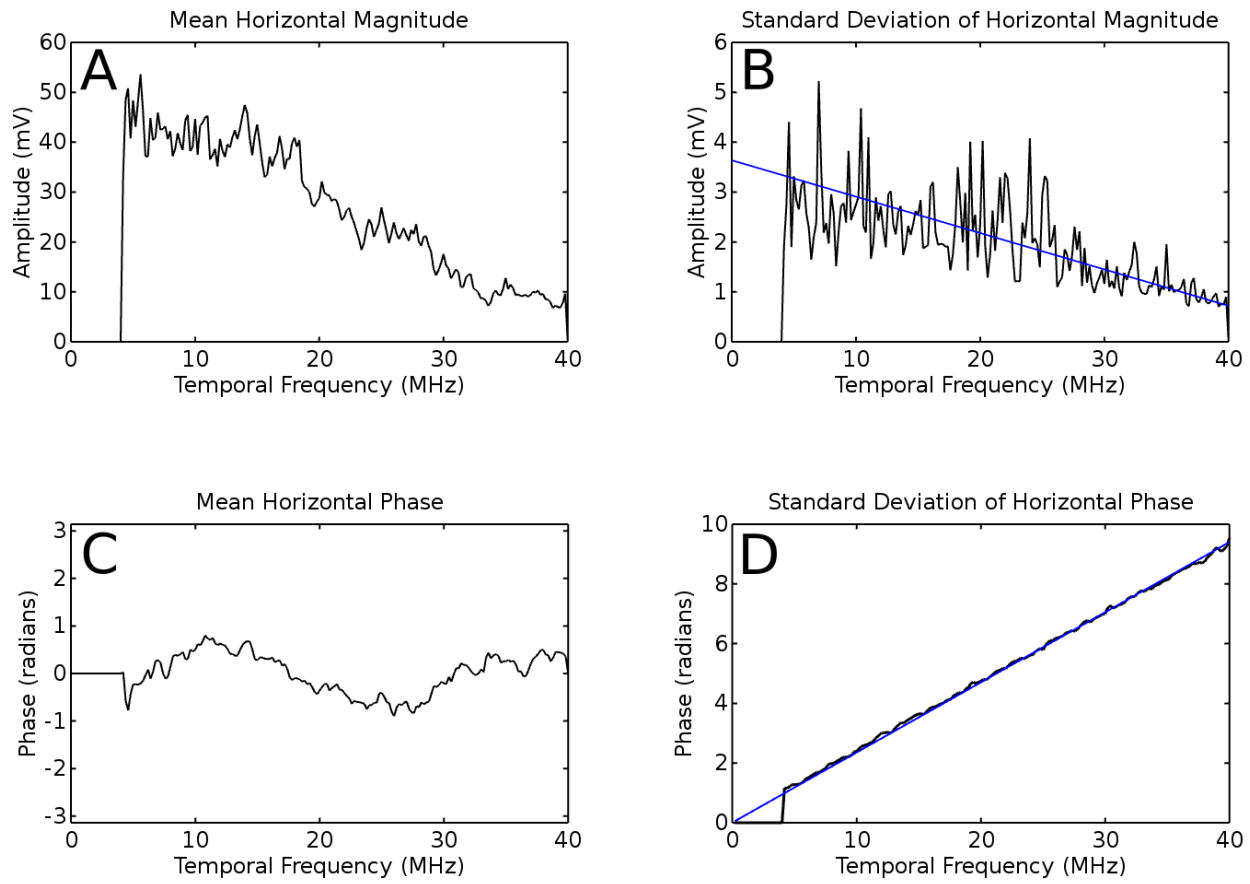 Mean Horizontal Magnitude
A
Amplitude (mV)
60
50
40
30
20
10
0
0 10 20 30 40
Temporal Frequency (MHz)
Standard Deviation of Horizontal Magnitude
B
Amplitude (mV)
6
5
4
3
2
1
0
0 10 20 30 40
Temporal Frequency (MHz)
Mean Horizontal Phase
C
Phase (radians)
3
2
1
0
-1
-2
-3
0 10 20 30 40
Temporal Frequency (MHz)
Standard Deviation of Horizontal Phase
D
Phase (radians)
10
8
6
4
2
0
0 10 20 30 40
Temporal Frequency (MHz)